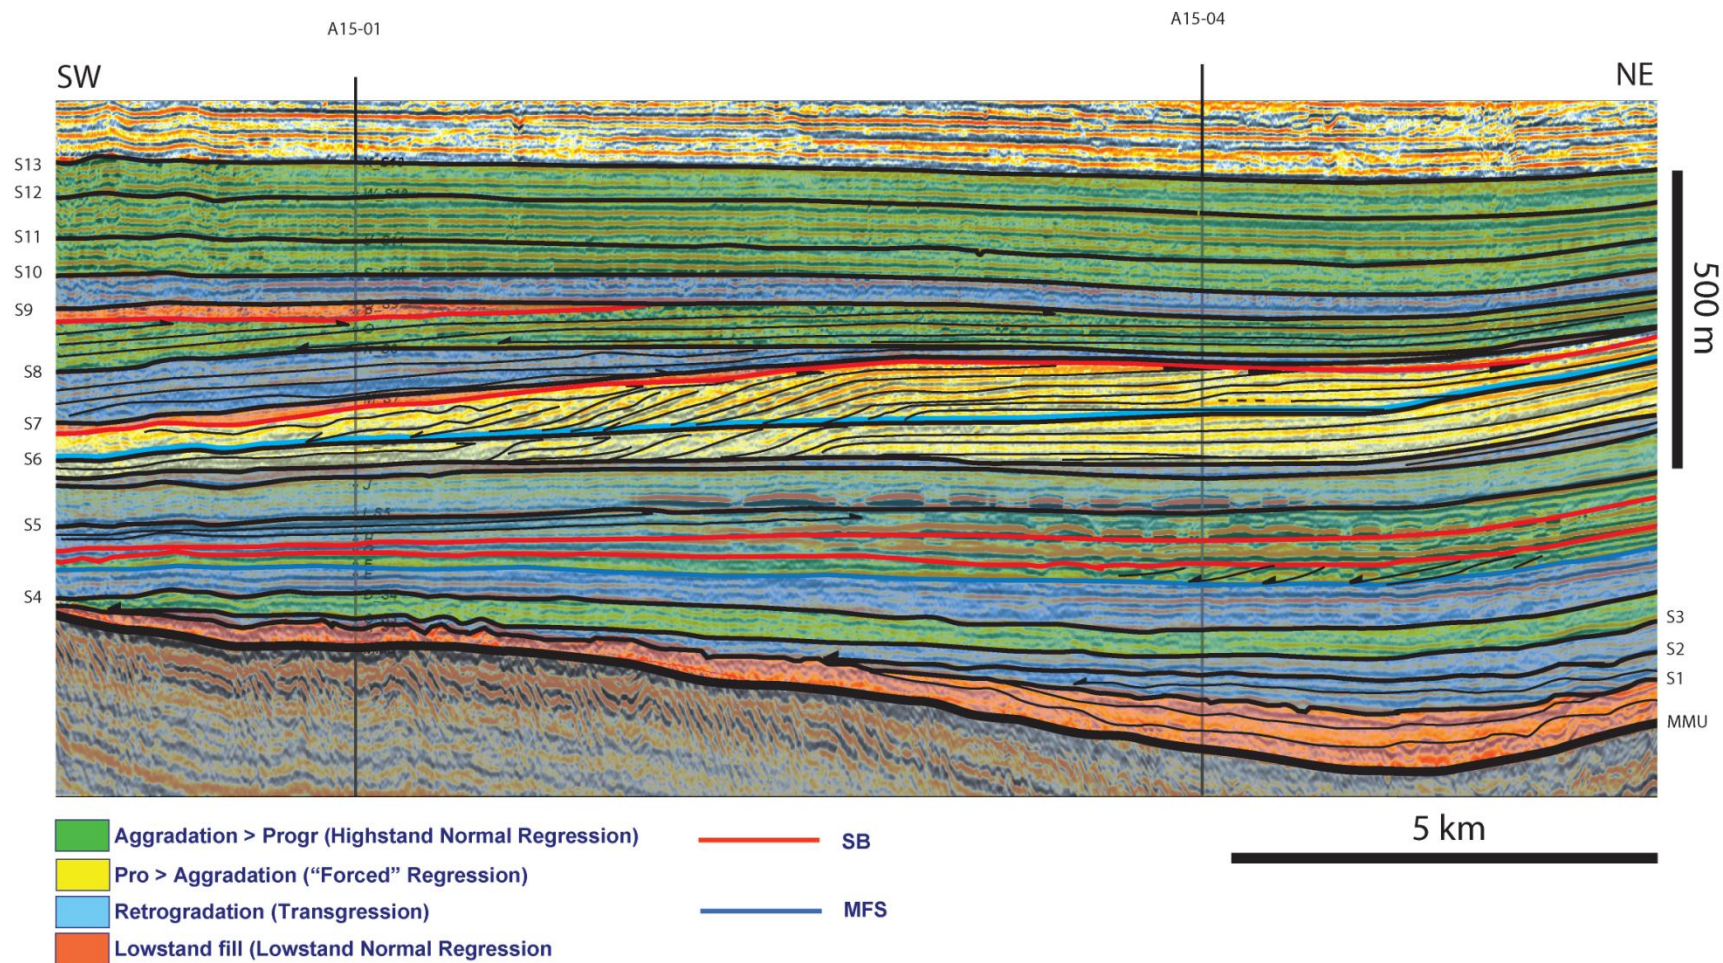 A15-01
A15-04
SW
NE
S13
S12
S11
S10
S9
S8
S7
S6
S5
S4
S3
S2
S1
MMU
500 m
5 km
Aggradation > Progr (Highstand Normal Regression)
Pro > Aggradation (“Forced” Regression)
Retrogradation (Transgression)
Lowstand fill (Lowstand Normal Regression
SB
MFS